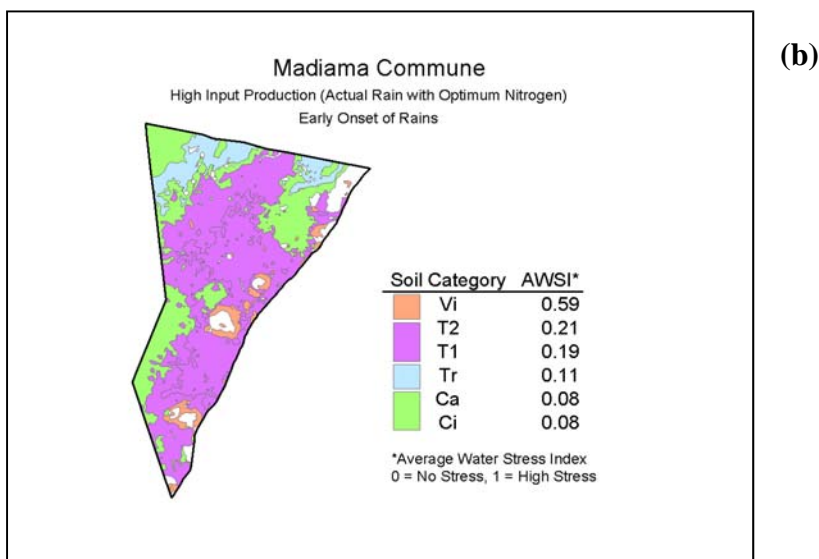 (b)
Madiama Commune
High Input Production (Actual Rain with Optimum Nitrogen)
Early Onset of Rains
Soil Category AWSI*
Vi 0.59
T2 0.21
T1 0.19
Tr 0.11
Ca 0.08
Ci 0.08
*Average Water Stress Index
0 = No Stress, 1 = High Stress